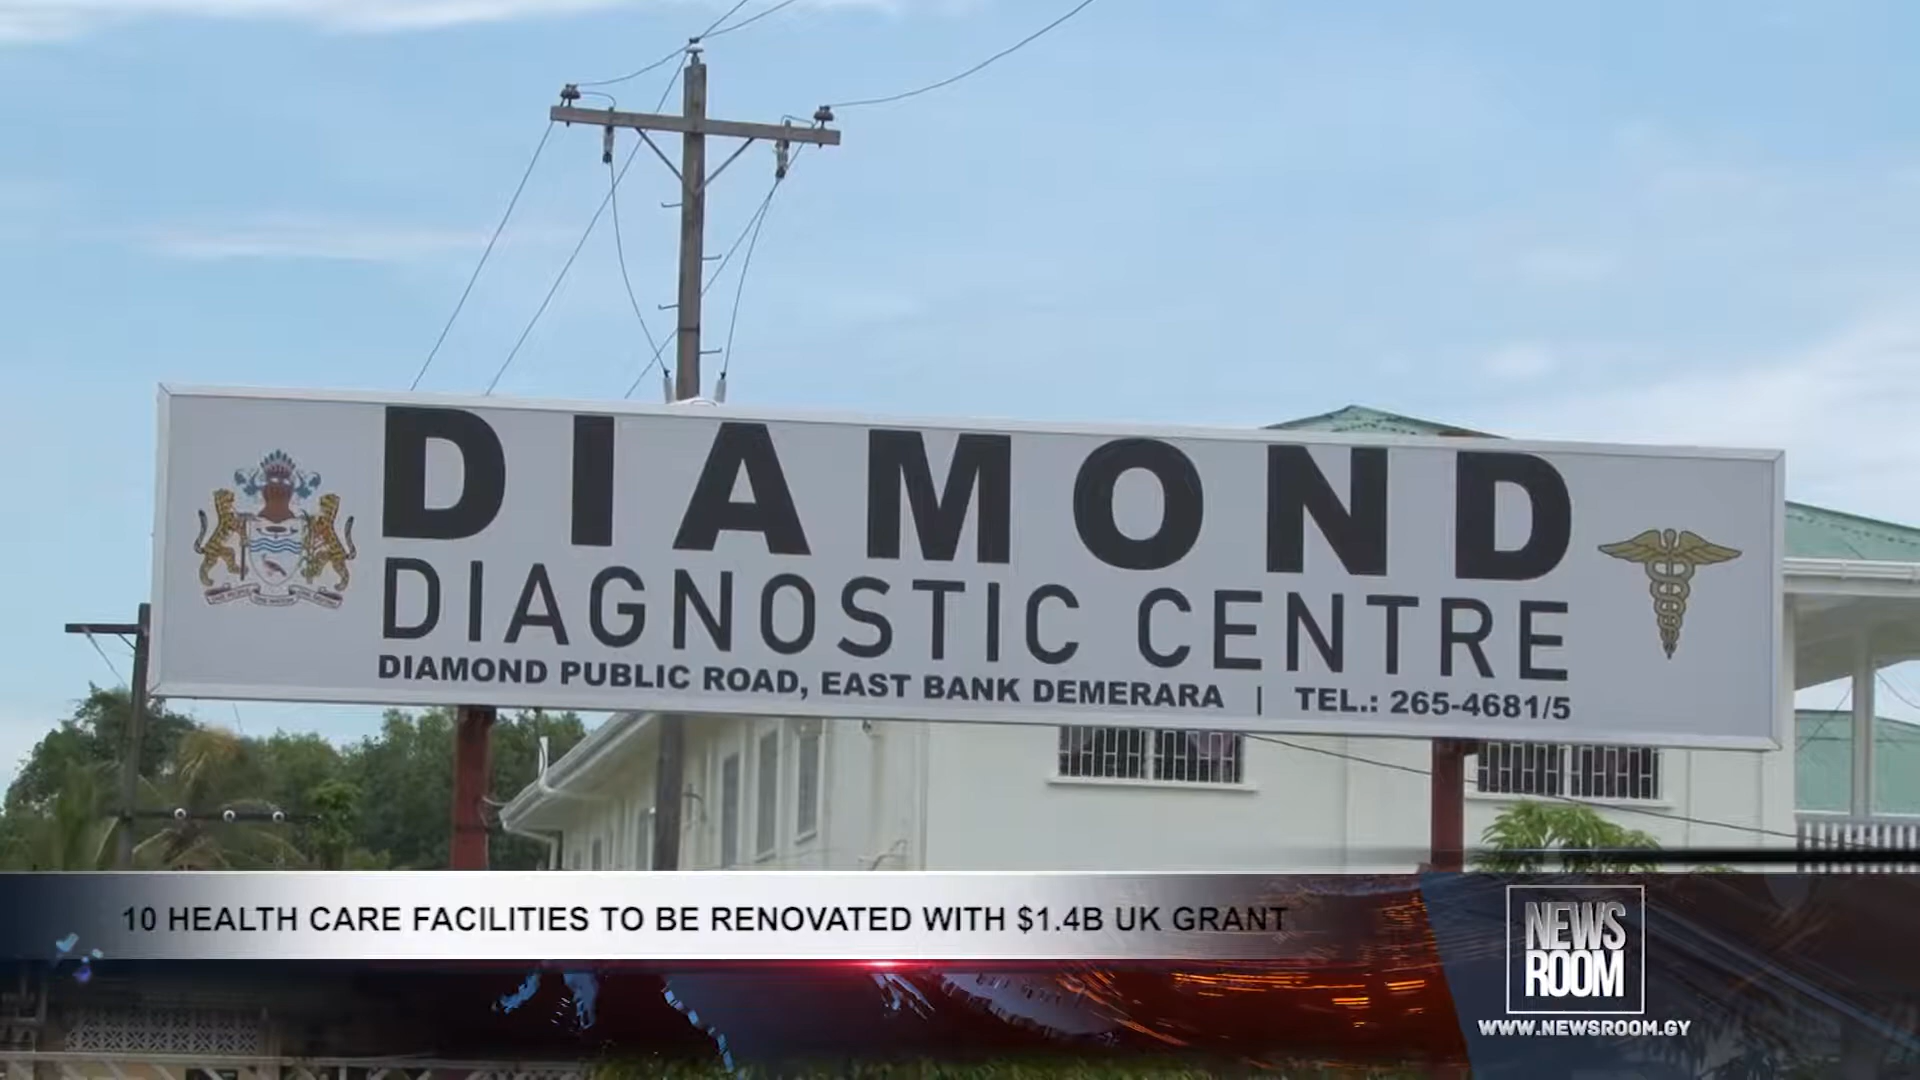 DIAMOND
DIAGNOSTIC CENTRE
DIAMOND PUBLIC ROAD, EAST BANK DEMERARA | TEL.: 265-4681/5
10 HEALTH CARE FACILITIES TO BE RENOVATED WITH $1.4B UK GRANT
NEWS
ROOM
WWW.NEWSROOM.GY